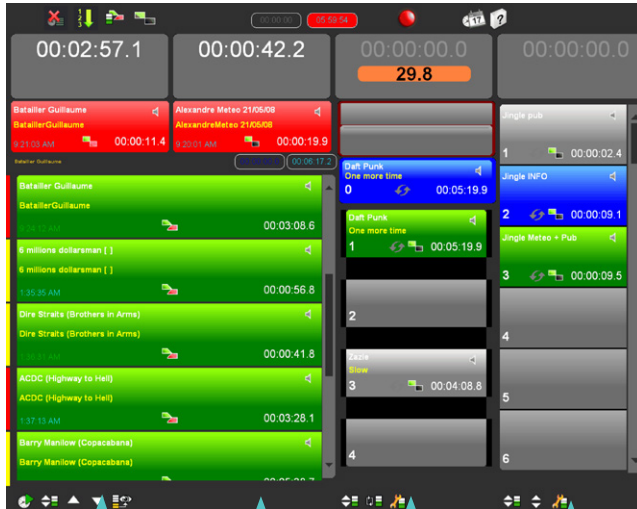 00:00:00
05:59:54
17
?
00:02:57.1
00:00:42.2
00:00:00.0
00:00:00.0
29.8
Batailler Guillaume
BataillerGuillaume
9:21:03 AM 00:00:11.4
Alexandre Meteo 21/05/08
AlexandreMeteo 21/05/08
9:20:01 AM 00:00:19.9
Batailler Guillaume
00:00:00.0 00:06:17.2
Batailler Guillaume
BataillerGuillaume
00:03:08.6
6 millions dollarsman [ ]
6 millions dollarsman [ ]
1:35:35 AM 00:00:56.8
Dire Straits (Brothers in Arms)
Dire Straits (Brothers in Arms)
00:00:41.8
ACDC (Highway to Hell)
ACDC (Highway to Hell)
1:37:13 AM 00:03:28.1
Barry Manilow (Copacabana)
Barry Manilow (Copacabana)
Daft Punk
One more time
0 00:05:19.9
Daft Punk
One more time
1 00:05:19.9
2
Zazie
Slow
3 00:04:08.8
4
Jingle pub
1 00:00:02.4
Jingle INFO
2 00:00:09.1
Jingle Meteo + Pub
3 00:00:09.5
4
5
6